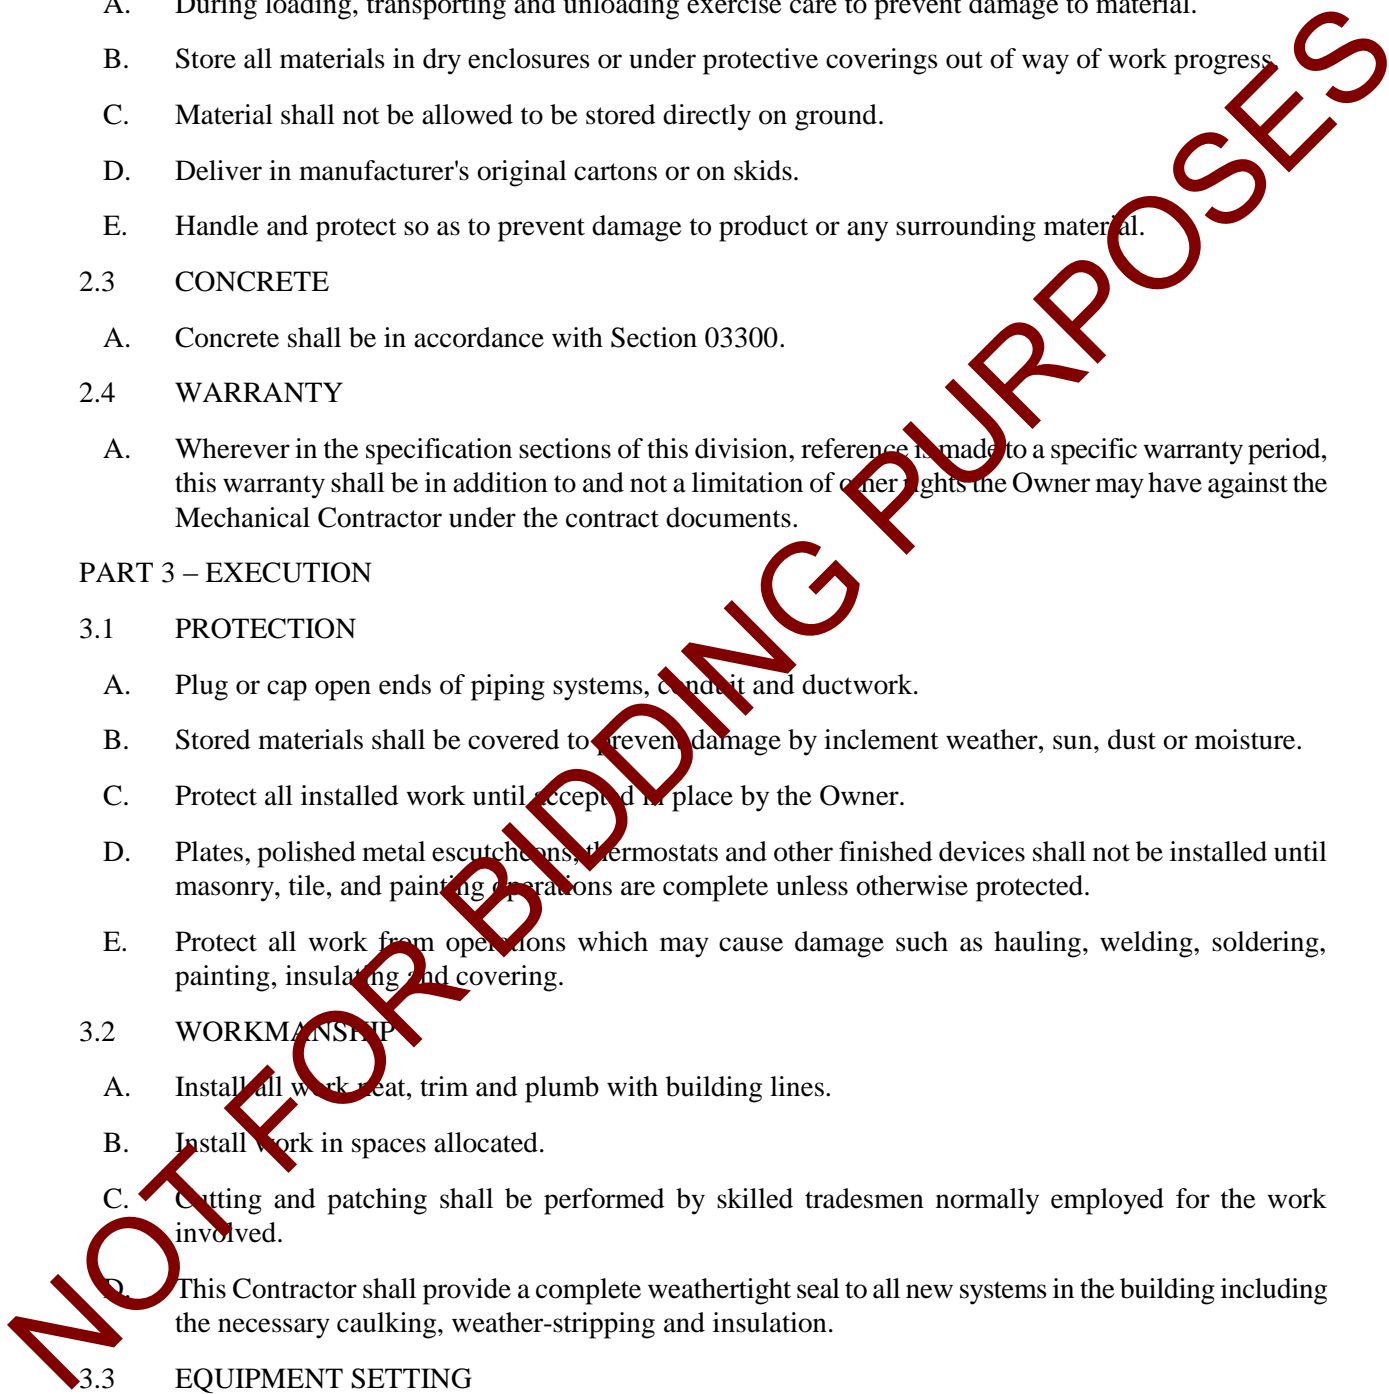 A. During loading, transporting and unloading exercise care to prevent damage to material.
B. Store all materials in dry enclosures or under protective coverings out of way of work progress.
C. Material shall not be allowed to be stored directly on ground.
D. Deliver in manufacturer's original cartons or on skids.
E. Handle and protect so as to prevent damage to product or any surrounding material.
2.3 CONCRETE
A. Concrete shall be in accordance with Section 03300.
2.4 WARRANTY
A. Wherever in the specification sections of this division, reference is made to a specific warranty period,
this warranty shall be in addition to and not a limitation of other rights the Owner may have against the
Mechanical Contractor under the contract documents.
PART 3 – EXECUTION
3.1 PROTECTION
A. Plug or cap open ends of piping systems, conduit and ductwork.
B. Stored materials shall be covered to prevent damage by inclement weather, sun, dust or moisture.
C. Protect all installed work until accepted in place by the Owner.
D. Plates, polished metal escutcheons, thermostats and other finished devices shall not be installed until
masonry, tile, and painting operations are complete unless otherwise protected.
E. Protect all work from operations which may cause damage such as hauling, welding, soldering,
painting, insulating and covering.
3.2 WORKMANSHIP
A. Install all work neat, trim and plumb with building lines.
B. Install work in spaces allocated.
C. Cutting and patching shall be performed by skilled tradesmen normally employed for the work
involved.
D. This Contractor shall provide a complete weathertight seal to all new systems in the building including
the necessary caulking, weather-stripping and insulation.
3.3 EQUIPMENT SETTING
NOT FOR BIDDING PURPOSES